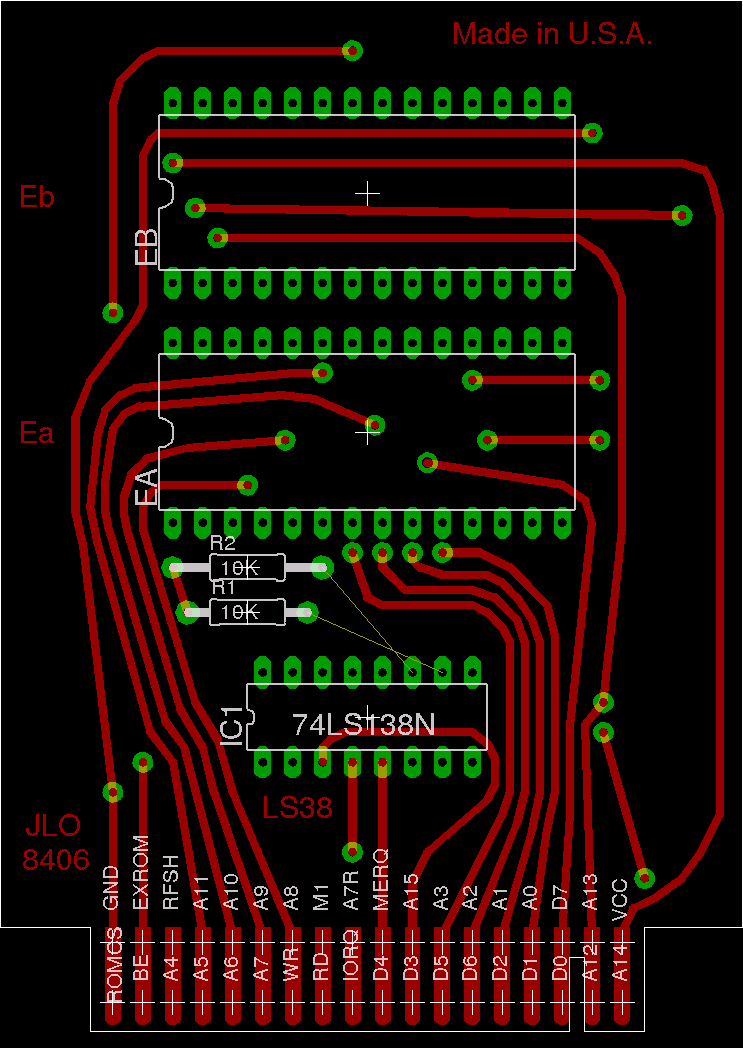 Made in U.S.A.
Eb
EB
Ea
EA
R2
10K
R1
10K
IC1
74LS138N
LS38
JLO
8406
GND
EXROM
RFSH
A11
A10
A9
A8
M1
A7R
MERQ
A15
A3
A2
A1
A0
D7
A13
VCC
ROMCS
BE
A4
A5
A6
A7
WR
RD
IORQ
D4
D3
D5
D6
D2
D1
D0
A12
A14